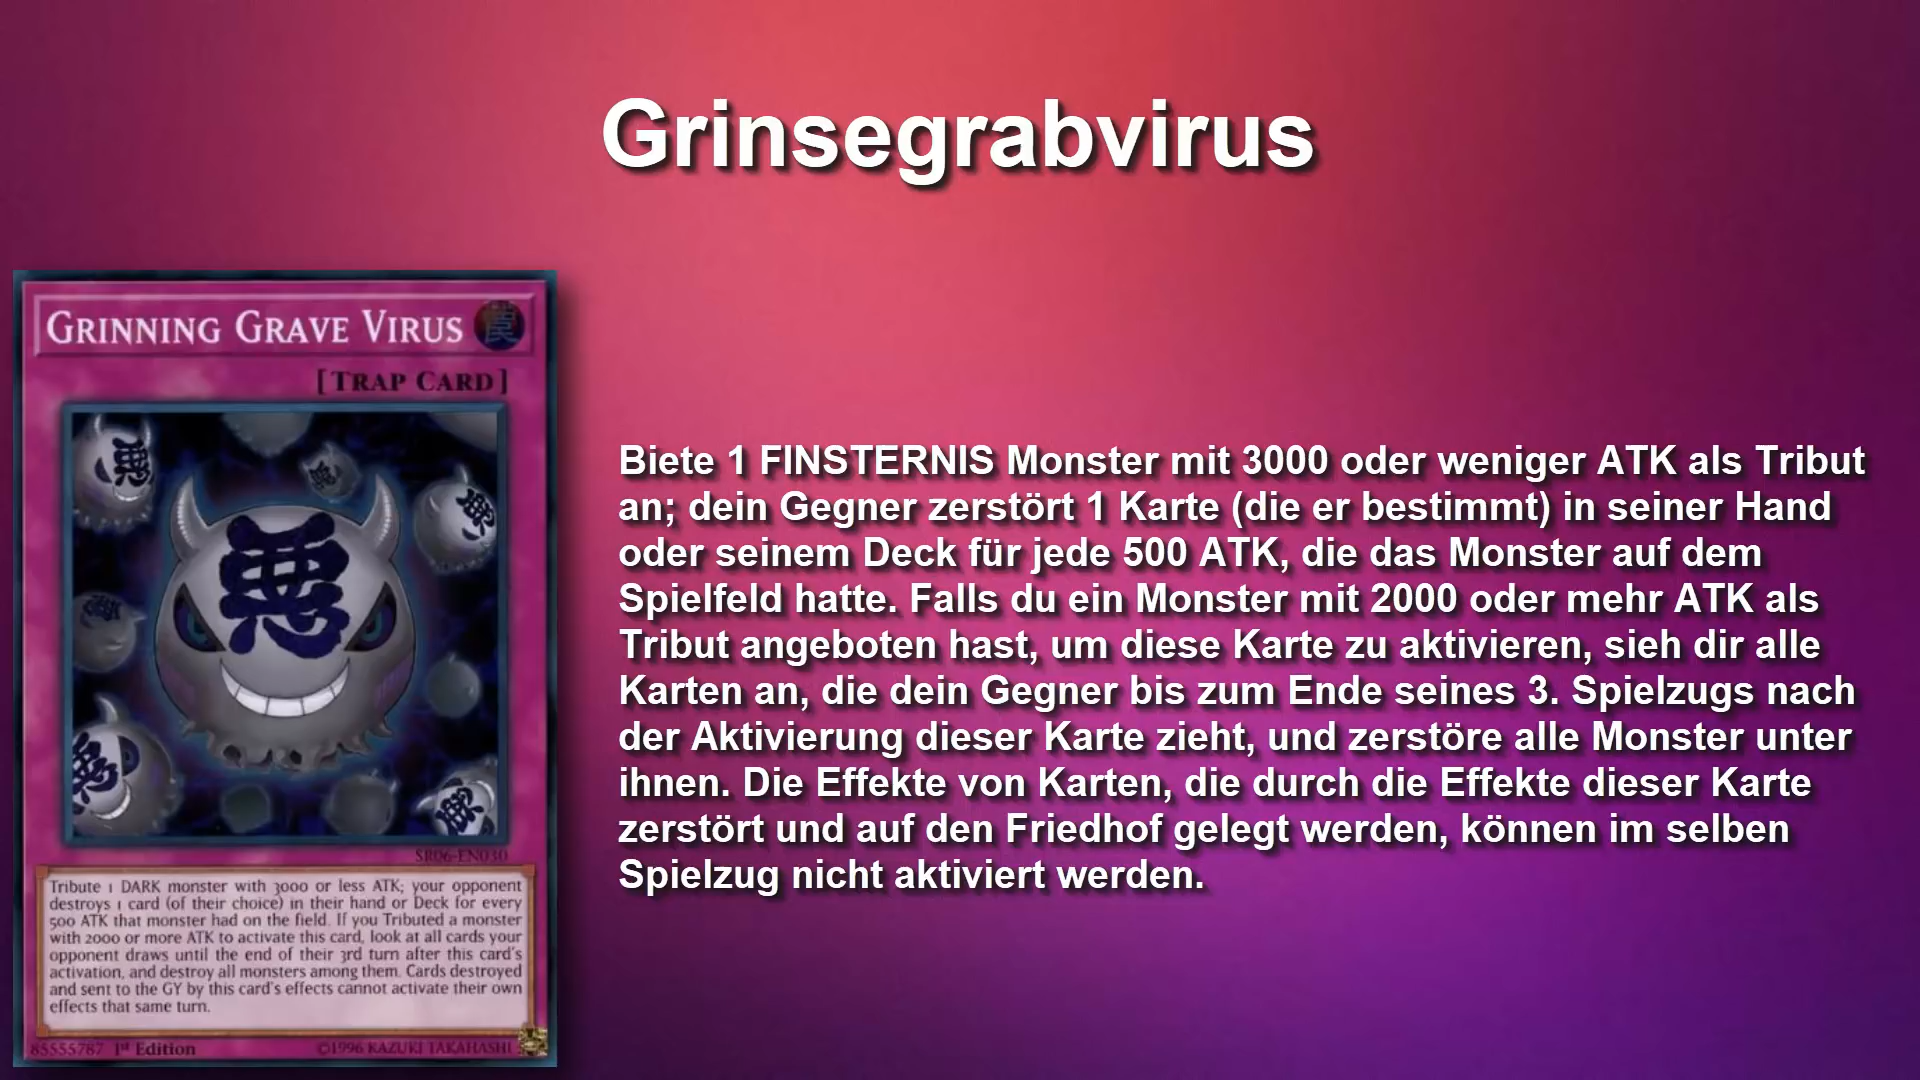 Grinsegrabvirus
GRINNING GRAVE VIRUS 罠
[TRAP CARD]
悪
SR06-EN030
Tribute 1 DARK monster with 3000 or less ATK; your opponent
destroys 1 card (of their choice) in their hand or Deck for every
500 ATK that monster had on the field. If you Tributed a monster
with 2000 or more ATK to activate this card, look at all cards your
opponent draws until the end of their 3rd turn after this card's
activation, and destroy all monsters among them. Cards destroyed
and sent to the GY by this card's effects cannot activate their own
effects that same turn.
85555787 1st Edition ©1996 KAZUKI TAKAHASHI
Biete 1 FINSTERNIS Monster mit 3000 oder weniger ATK als Tribut
an; dein Gegner zerstört 1 Karte (die er bestimmt) in seiner Hand
oder seinem Deck für jede 500 ATK, die das Monster auf dem
Spielfeld hatte. Falls du ein Monster mit 2000 oder mehr ATK als
Tribut angeboten hast, um diese Karte zu aktivieren, sieh dir alle
Karten an, die dein Gegner bis zum Ende seines 3. Spielzugs nach
der Aktivierung dieser Karte zieht, und zerstöre alle Monster unter
ihnen. Die Effekte von Karten, die durch die Effekte dieser Karte
zerstört und auf den Friedhof gelegt werden, können im selben
Spielzug nicht aktiviert werden.